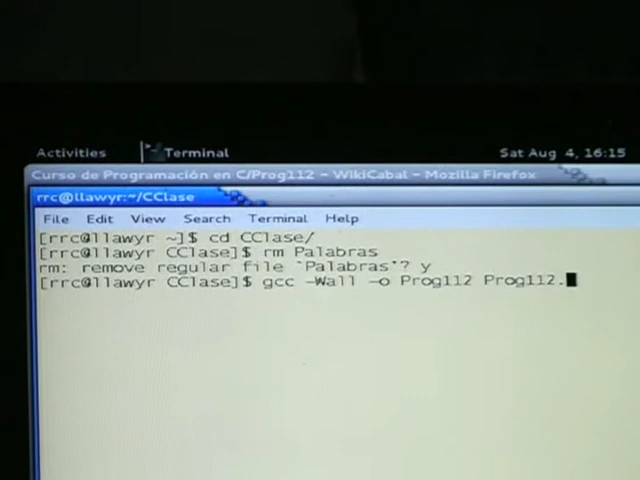 Activities Terminal Sat Aug 4, 16:15
Curso de Programación en C/Prog112 - WikiCabal - Mozilla Firefox
rrc@llawyr:~/CClase
File Edit View Search Terminal Help
[rrc@llawyr ~]$ cd CClase/
[rrc@llawyr CClase]$ rm Palabras
rm: remove regular file `Palabras'? y
[rrc@llawyr CClase]$ gcc -Wall -o Prog112 Prog112.